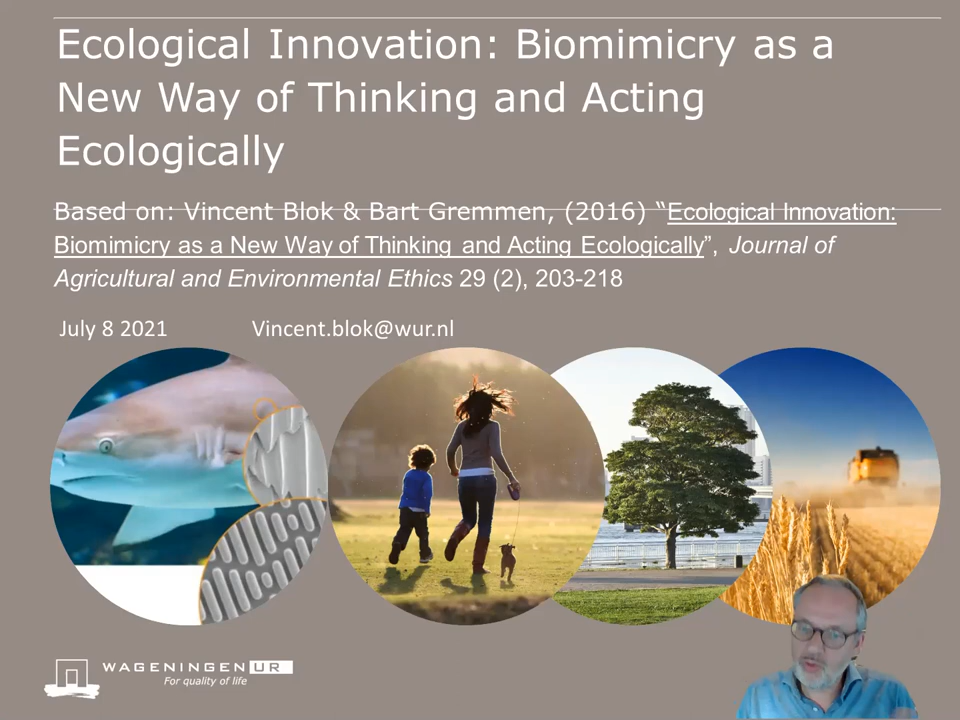 Ecological Innovation: Biomimicry as a
New Way of Thinking and Acting
Ecologically
Based on: Vincent Blok & Bart Gremmen, (2016) “Ecological Innovation:
Biomimicry as a New Way of Thinking and Acting Ecologically”, Journal of
Agricultural and Environmental Ethics 29 (2), 203-218
July 8 2021 Vincent.blok@wur.nl
WAGENINGEN UR
For quality of life